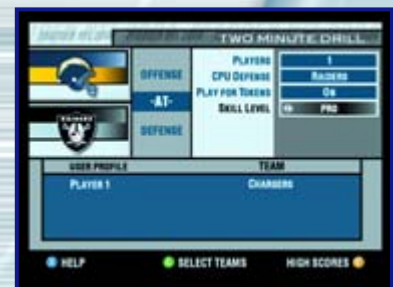 TWO MINUTE DRILL
OFFENSE
-AT-
DEFENSE
PLAYERS 1
CPU DEFENSE RAIDERS
PLAY FOR TOKENS ON
SKILL LEVEL PRO
RAIDERS
USER PROFILE TEAM
PLAYER 1 CHARGERS
HELP SELECT TEAMS HIGH SCORES